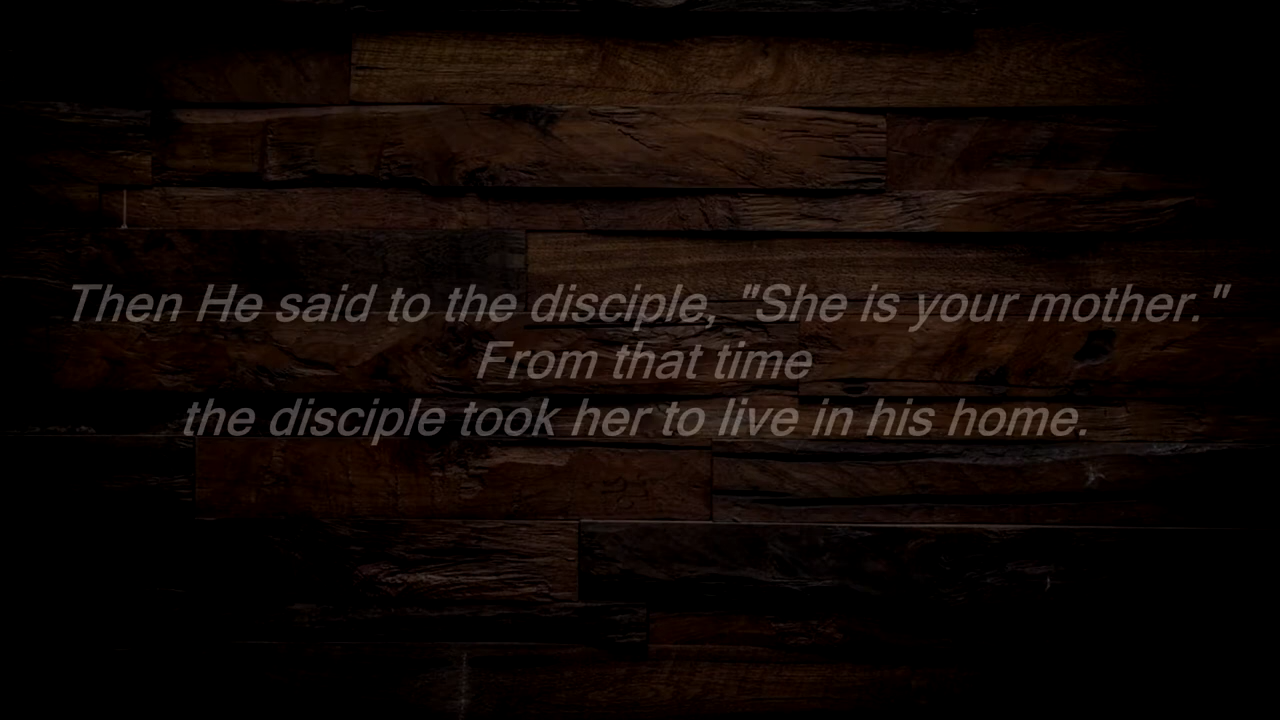 Then He said to the disciple, "She is your mother."
From that time
the disciple took her to live in his home.